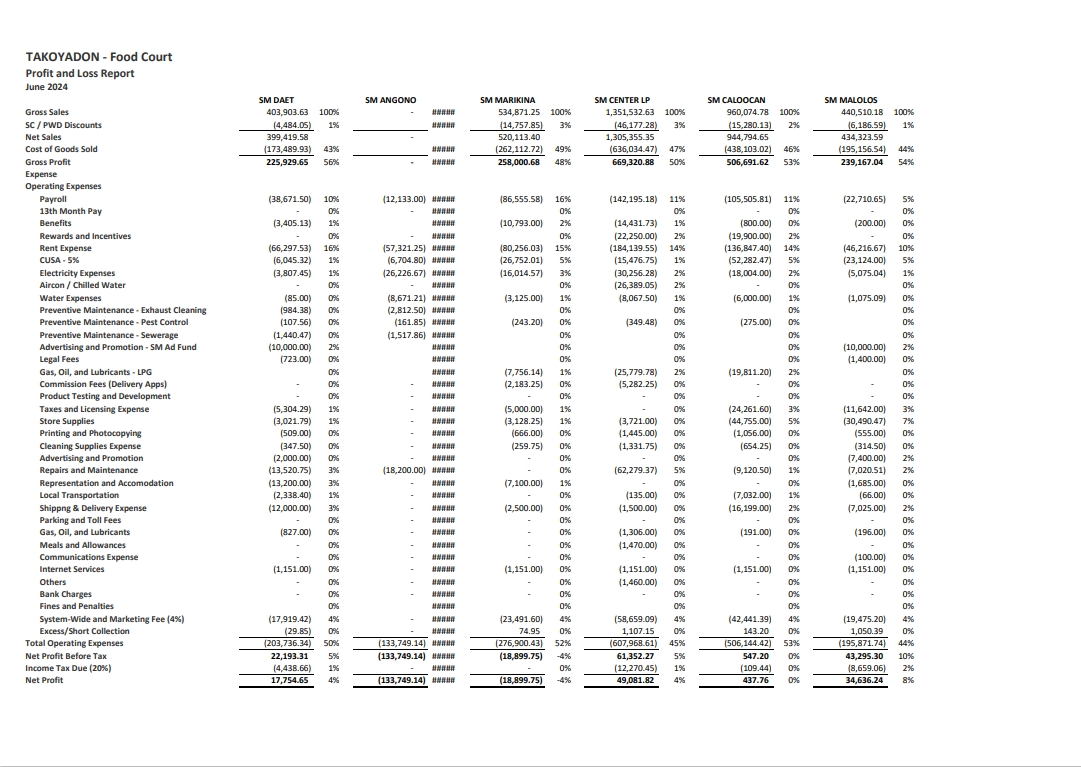 TAKOYADON - Food Court
Profit and Loss Report
June 2024
SM DAET SM ANGONO SM MARIKINA SM CENTER LP SM CALOOCAN SM MALOLOS
Gross Sales 403,903.63 100% - ##### 534,871.25 100% 1,351,532.63 100% 960,074.78 100% 440,510.18 100%
SC / PWD Discounts (4,484.05) 1% ##### (14,757.85) 3% (46,177.28) 3% (15,280.13) 2% (6,186.59) 1%
Net Sales 399,419.58 - 520,113.40 1,305,355.35 944,794.65 434,323.59
Cost of Goods Sold (173,489.93) 43% ##### (262,112.72) 49% (636,034.47) 47% (438,103.02) 46% (195,156.54) 44%
Gross Profit 225,929.65 56% - ##### 258,000.68 48% 669,320.88 50% 506,691.62 53% 239,167.04 54%
Expense
Operating Expenses
Payroll (38,671.50) 10% (12,133.00) ##### (86,555.58) 16% (142,195.18) 11% (105,505.81) 11% (22,710.65) 5%
13th Month Pay - 0% - ##### 0% - 0% - 0% - 0%
Benefits (3,405.13) 1% ##### (10,793.00) 2% (14,431.73) 1% (800.00) 0% (200.00) 0%
Rewards and Incentives - 0% - ##### 0% (22,250.00) 2% (19,900.00) 2% - 0%
Rent Expense (66,297.53) 16% (57,321.25) ##### (80,256.03) 15% (184,139.55) 14% (136,847.40) 14% (46,216.67) 10%
CUSA - 5% (6,045.32) 1% (6,704.80) ##### (26,752.01) 5% (15,476.75) 1% (52,282.47) 5% (23,124.00) 5%
Electricity Expenses (3,807.45) 1% (26,226.67) ##### (16,014.57) 3% (30,256.28) 2% (18,004.00) 2% (5,075.04) 1%
Aircon / Chilled Water - 0% - ##### 0% (26,389.05) 2% - 0% 0%
Water Expenses (85.00) 0% (8,671.21) ##### (3,125.00) 1% (8,067.50) 1% (6,000.00) 1% (1,075.09) 0%
Preventive Maintenance - Exhaust Cleaning (984.38) 0% (2,812.50) ##### 0% 0% 0% 0%
Preventive Maintenance - Pest Control (107.56) 0% (161.85) ##### (243.20) 0% (349.48) 0% (275.00) 0% 0%
Preventive Maintenance - Sewerage (1,440.47) 0% (1,517.86) ##### 0% 0% 0% 0%
Advertising and Promotion - SM Ad Fund (10,000.00) 2% ##### 0% 0% 0% (10,000.00) 2%
Legal Fees (723.00) 0% ##### 0% 0% 0% (1,400.00) 0%
Gas, Oil, and Lubricants - LPG 0% ##### (7,756.14) 1% (25,779.78) 2% (19,811.20) 2% 0%
Commission Fees (Delivery Apps) - 0% - ##### (2,183.25) 0% (5,282.25) 0% - 0% - 0%
Product Testing and Development - 0% - ##### - 0% - 0% - 0% - 0%
Taxes and Licensing Expense (5,304.29) 1% - ##### (5,000.00) 1% - 0% (24,261.60) 3% (11,642.00) 3%
Store Supplies (3,021.79) 1% - ##### (3,128.25) 1% (3,721.00) 0% (44,755.00) 5% (30,490.47) 7%
Printing and Photocopying (509.00) 0% - ##### (666.00) 0% (1,445.00) 0% (1,056.00) 0% (555.00) 0%
Cleaning Supplies Expense (347.50) 0% - ##### (259.75) 0% (1,331.75) 0% (654.25) 0% (314.50) 0%
Advertising and Promotion (2,000.00) 0% - ##### - 0% - 0% - 0% (7,400.00) 2%
Repairs and Maintenance (13,520.75) 3% (18,200.00) ##### - 0% (62,279.37) 5% (9,120.50) 1% (7,020.51) 2%
Representation and Accomodation (13,200.00) 3% - ##### (7,100.00) 1% - 0% - 0% (1,685.00) 0%
Local Transportation (2,338.40) 1% - ##### - 0% (135.00) 0% (7,032.00) 1% (66.00) 0%
Shippng & Delivery Expense (12,000.00) 3% - ##### (2,500.00) 0% (1,500.00) 0% (16,199.00) 2% (7,025.00) 2%
Parking and Toll Fees - 0% - ##### - 0% - 0% - 0% - 0%
Gas, Oil, and Lubricants (827.00) 0% - ##### - 0% (1,306.00) 0% (191.00) 0% (196.00) 0%
Meals and Allowances - 0% - ##### - 0% (1,470.00) 0% - 0% - 0%
Communications Expense - 0% - ##### - 0% - 0% - 0% (100.00) 0%
Internet Services (1,151.00) 0% - ##### (1,151.00) 0% (1,151.00) 0% (1,151.00) 0% (1,151.00) 0%
Others - 0% - ##### - 0% (1,460.00) 0% - 0% - 0%
Bank Charges - 0% - ##### - 0% - 0% - 0% - 0%
Fines and Penalties 0% ##### 0% 0% 0% 0%
System-Wide and Marketing Fee (4%) (17,919.42) 4% - ##### (23,491.60) 4% (58,659.09) 4% (42,441.39) 4% (19,475.20) 4%
Excess/Short Collection (29.85) 0% - ##### 74.95 0% 1,107.15 0% 143.20 0% 1,050.39 0%
Total Operating Expenses (203,736.34) 50% (133,749.14) ##### (276,900.43) 52% (607,968.61) 45% (506,144.42) 53% (195,871.74) 44%
Net Profit Before Tax 22,193.31 5% (133,749.14) ##### (18,899.75) -4% 61,352.27 5% 547.20 0% 43,295.30 10%
Income Tax Due (20%) (4,438.66) 1% - ##### - 0% (12,270.45) 1% (109.44) 0% (8,659.06) 2%
Net Profit 17,754.65 4% (133,749.14) ##### (18,899.75) -4% 49,081.82 4% 437.76 0% 34,636.24 8%